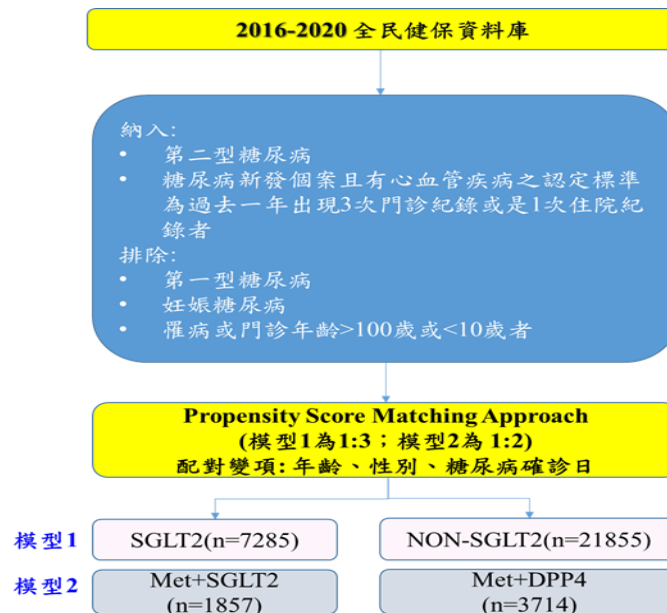 2016-2020 全民健保資料庫
納入:
• 第二型糖尿病
• 糖尿病新發個案且有心血管疾病之認定標準
為過去一年出現3次門診紀錄或是1次住院紀
錄者
排除:
• 第一型糖尿病
• 妊娠糖尿病
• 罹病或門診年齡>100歲或<10歲者
Propensity Score Matching Approach
(模型1為1:3；模型2為 1:2)
配對變項: 年齡、性別、糖尿病確診日
模型1
SGLT2(n=7285)
NON-SGLT2(n=21855)
模型2
Met+SGLT2
(n=1857)
Met+DPP4
(n=3714)